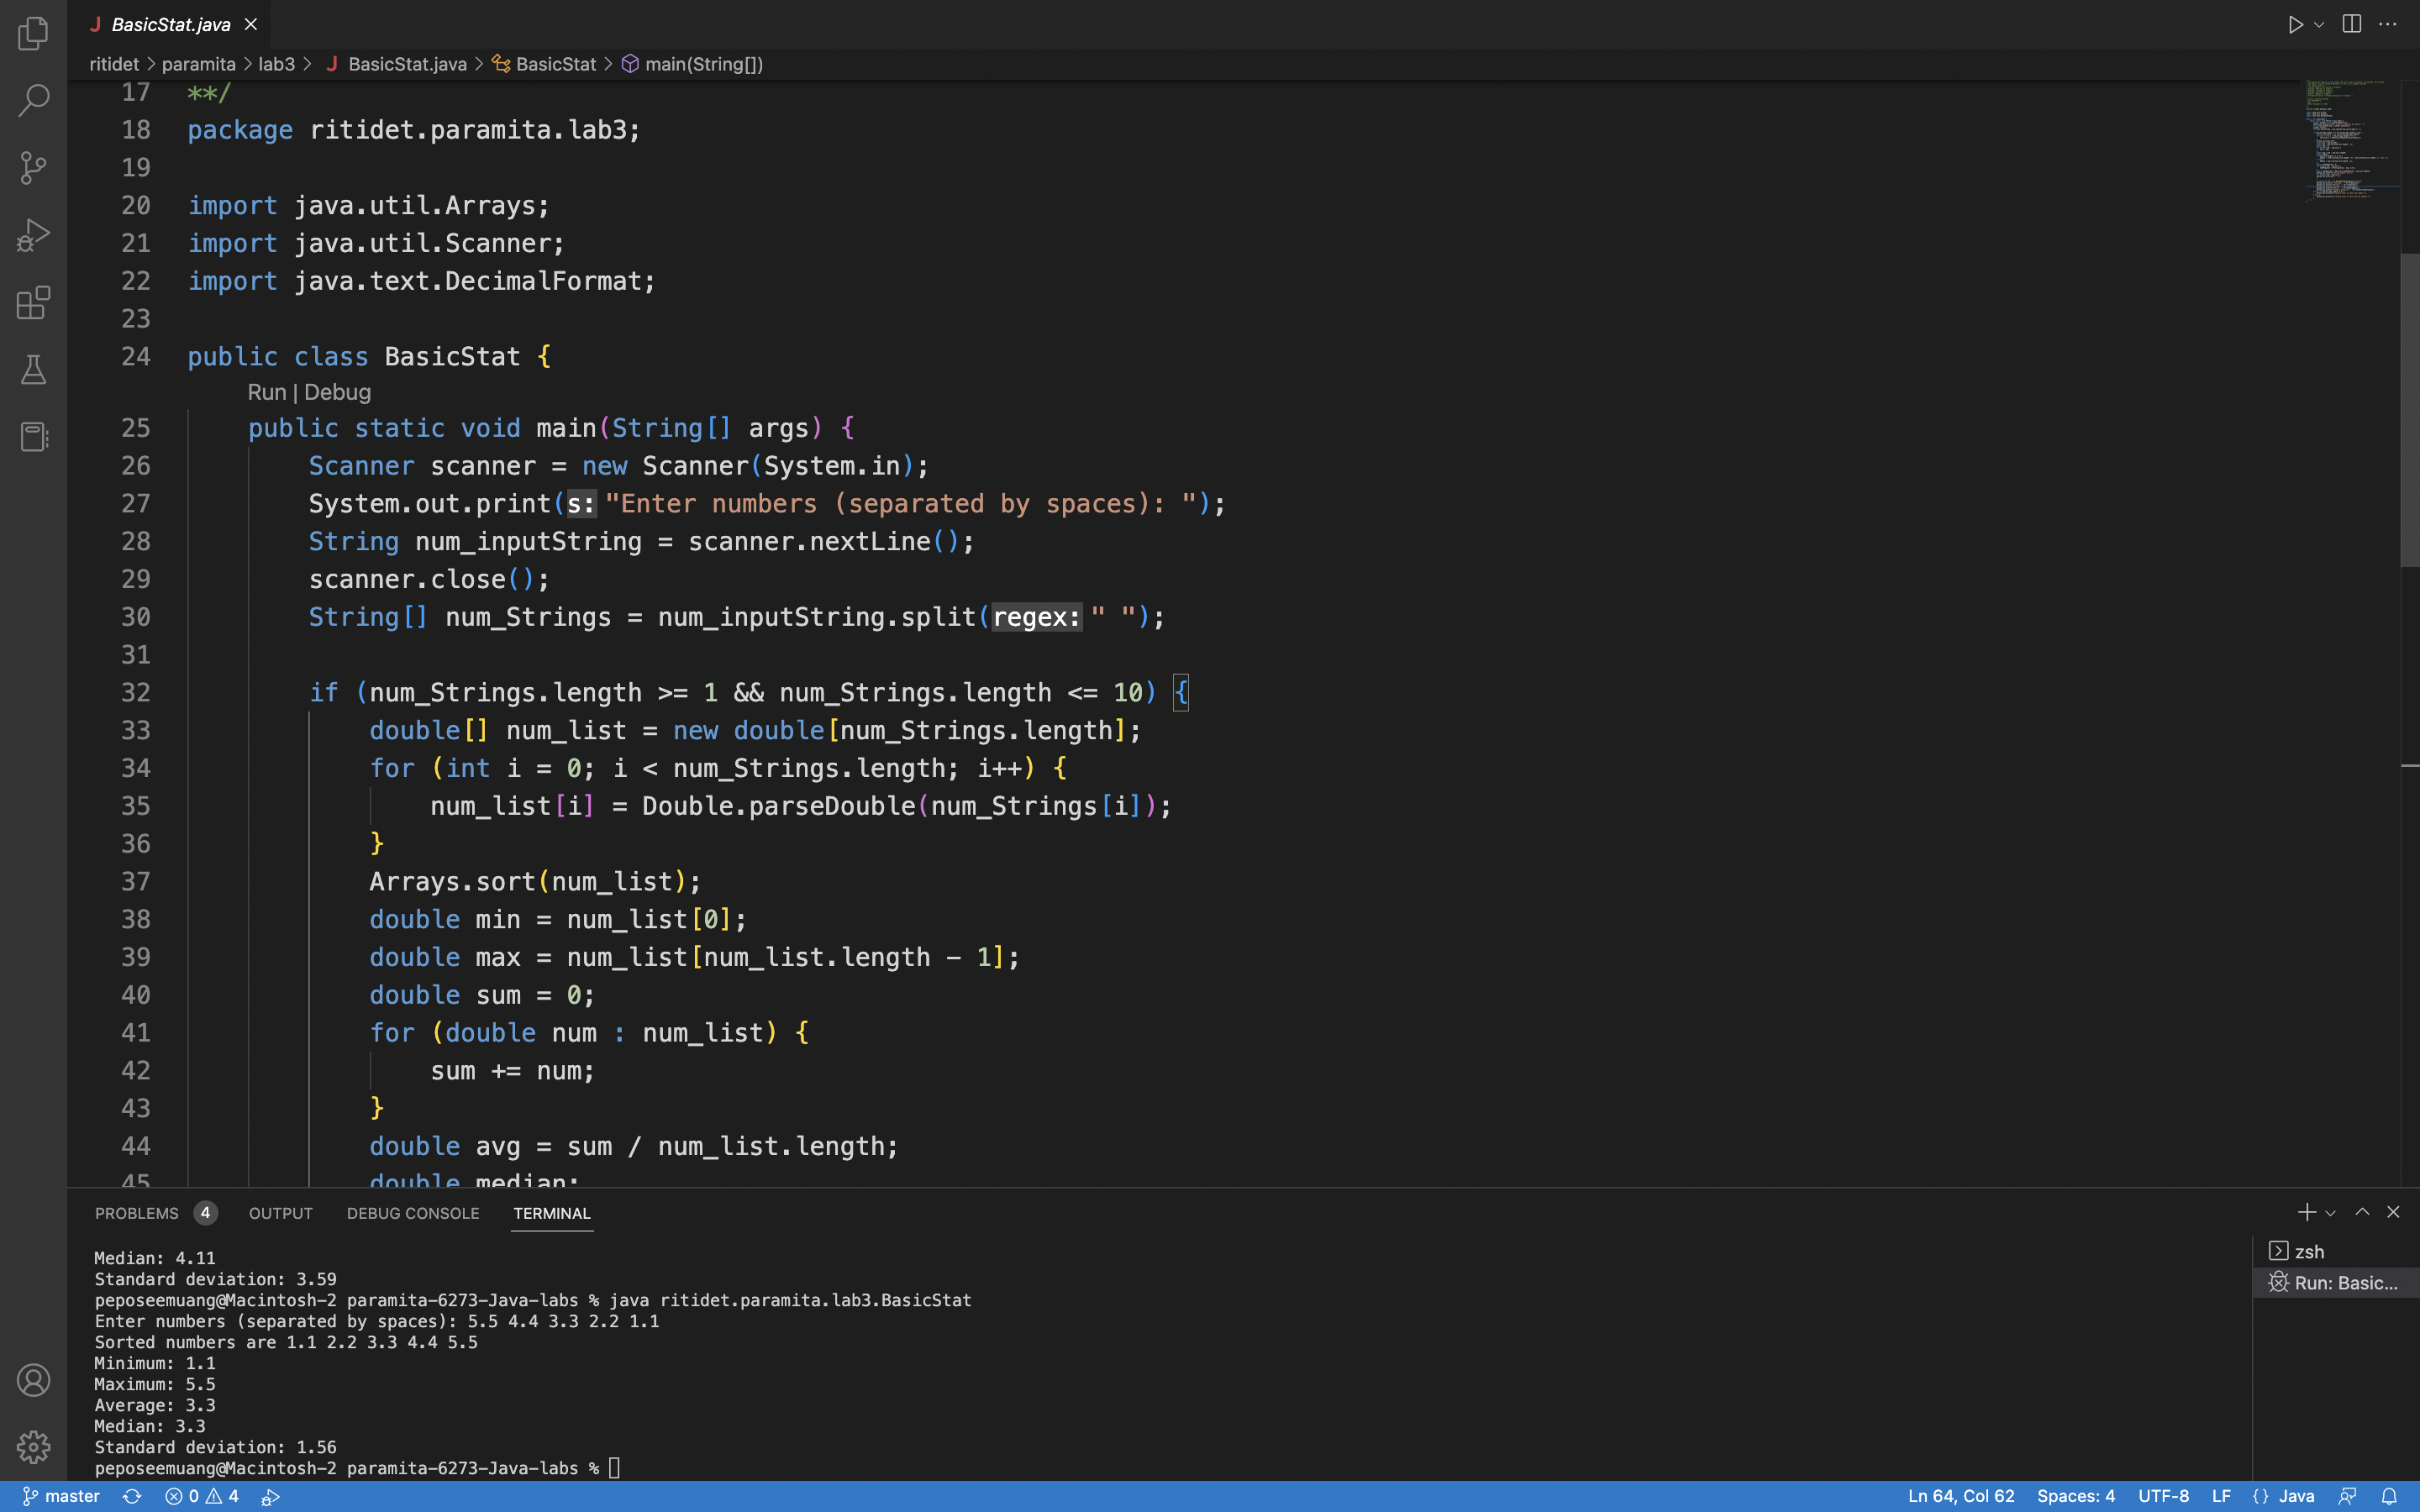 BasicStat.java
ritidet > paramita > lab3 > BasicStat.java > BasicStat > main(String[])
17 **/
18 package ritidet.paramita.lab3;
19
20 import java.util.Arrays;
21 import java.util.Scanner;
22 import java.text.DecimalFormat;
23
24 public class BasicStat {
Run | Debug
25 public static void main(String[] args) {
26 Scanner scanner = new Scanner(System.in);
27 System.out.print(s: "Enter numbers (separated by spaces): ");
28 String num_inputString = scanner.nextLine();
29 scanner.close();
30 String[] num_Strings = num_inputString.split(regex: " ");
31
32 if (num_Strings.length >= 1 && num_Strings.length <= 10) {
33 double[] num_list = new double[num_Strings.length];
34 for (int i = 0; i < num_Strings.length; i++) {
35 num_list[i] = Double.parseDouble(num_Strings[i]);
36 }
37 Arrays.sort(num_list);
38 double min = num_list[0];
39 double max = num_list[num_list.length - 1];
40 double sum = 0;
41 for (double num : num_list) {
42 sum += num;
43 }
44 double avg = sum / num_list.length;
45 double median;
PROBLEMS 4 OUTPUT DEBUG CONSOLE TERMINAL
Median: 4.11
Standard deviation: 3.59
peposeemuang@Macintosh-2 paramita-6273-Java-labs % java ritidet.paramita.lab3.BasicStat
Enter numbers (separated by spaces): 5.5 4.4 3.3 2.2 1.1
Sorted numbers are 1.1 2.2 3.3 4.4 5.5
Minimum: 1.1
Maximum: 5.5
Average: 3.3
Median: 3.3
Standard deviation: 1.56
peposeemuang@Macintosh-2 paramita-6273-Java-labs %
zsh
Run: Basic...
master 0 4 Ln 64, Col 62 Spaces: 4 UTF-8 LF {} Java